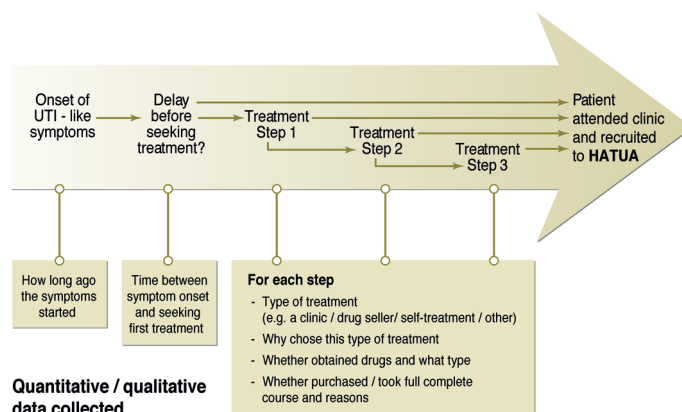 Onset of
UTI - like
symptoms
Delay
before
seeking
treatment?
Treatment
Step 1
Treatment
Step 2
Treatment
Step 3
Patient
attended clinic
and recruited
to HATUA
How long ago
the symptoms
started
Time between
symptom onset
and seeking
first treatment
For each step
- Type of treatment
(e.g. a clinic / drug seller/ self-treatment / other)
- Why chose this type of treatment
- Whether obtained drugs and what type
- Whether purchased / took full complete
course and reasons
Quantitative / qualitative
data collected